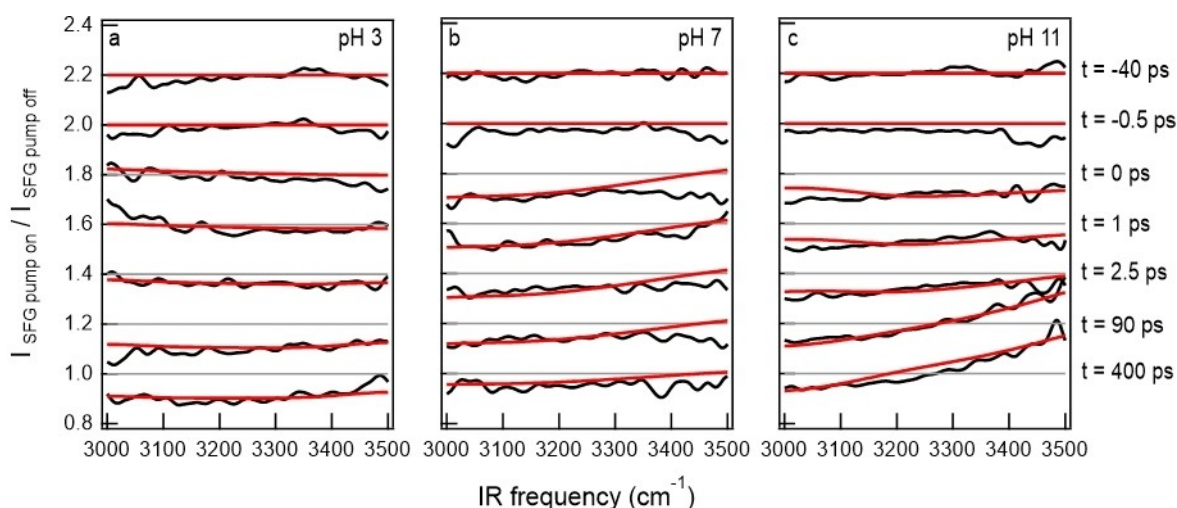 2.4
2.2
2.0
1.8
1.6
1.4
1.2
1.0
0.8
I SFG pump on / I SFG pump off
a
pH 3
b
pH 7
c
pH 11
t = -40 ps
t = -0.5 ps
t = 0 ps
t = 1 ps
t = 2.5 ps
t = 90 ps
t = 400 ps
3000 3100 3200 3300 3400 3500
3000 3100 3200 3300 3400 3500
3000 3100 3200 3300 3400 3500
IR frequency (cm⁻¹)